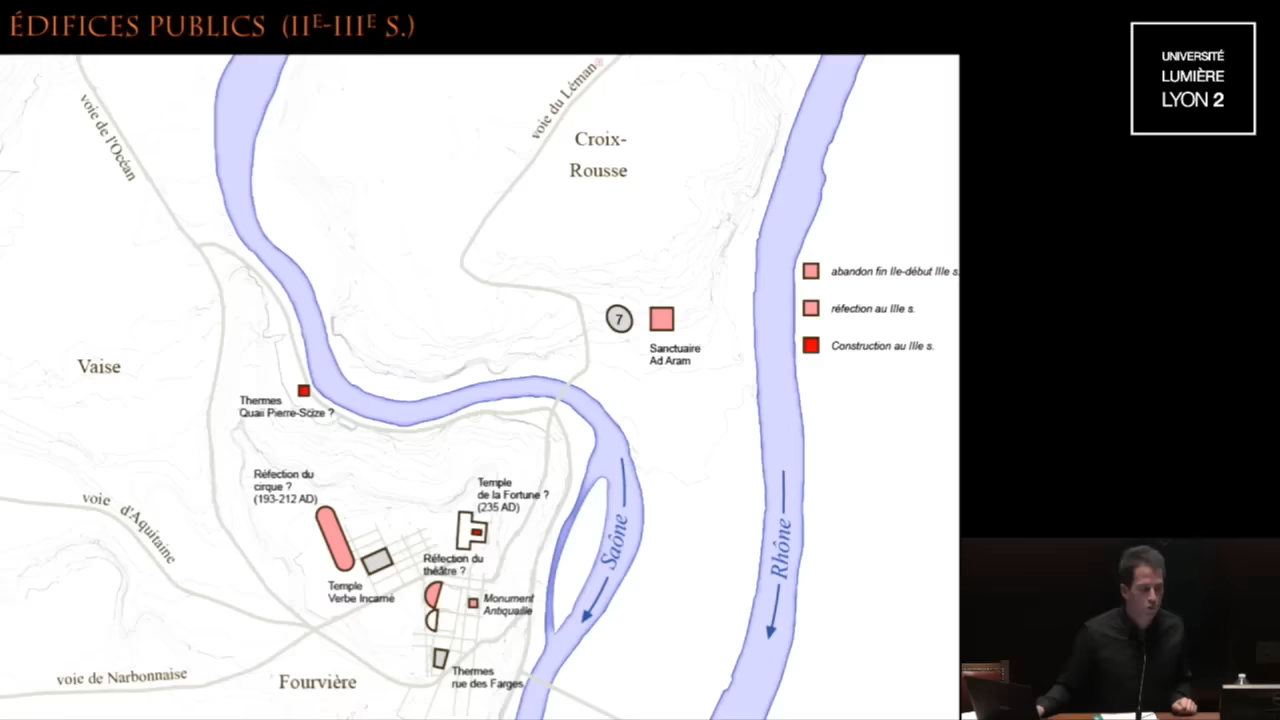 ÉDIFICES PUBLICS (IIE-IIIE S.)
UNIVERSITÉ
LUMIÈRE
LYON 2
voie de l'Océan
voie du Léman
Croix-
Rousse
abandon fin IIe-début IIIe s.
réfection au IIIe s.
Construction au IIIe s.
7
Sanctuaire
Ad Aram
Vaise
Thermes
Quaii Pierre-Scize ?
Réfection du
cirque ?
(193-212 AD)
Temple
de la Fortune ?
(235 AD)
voie d'Aquitaine
Saône
Rhône
Réfection du
théâtre ?
Temple
Verbe Incarné
Monument
Antiquaille
voie de Narbonnaise
Fourvière
Thermes
rue des Farges